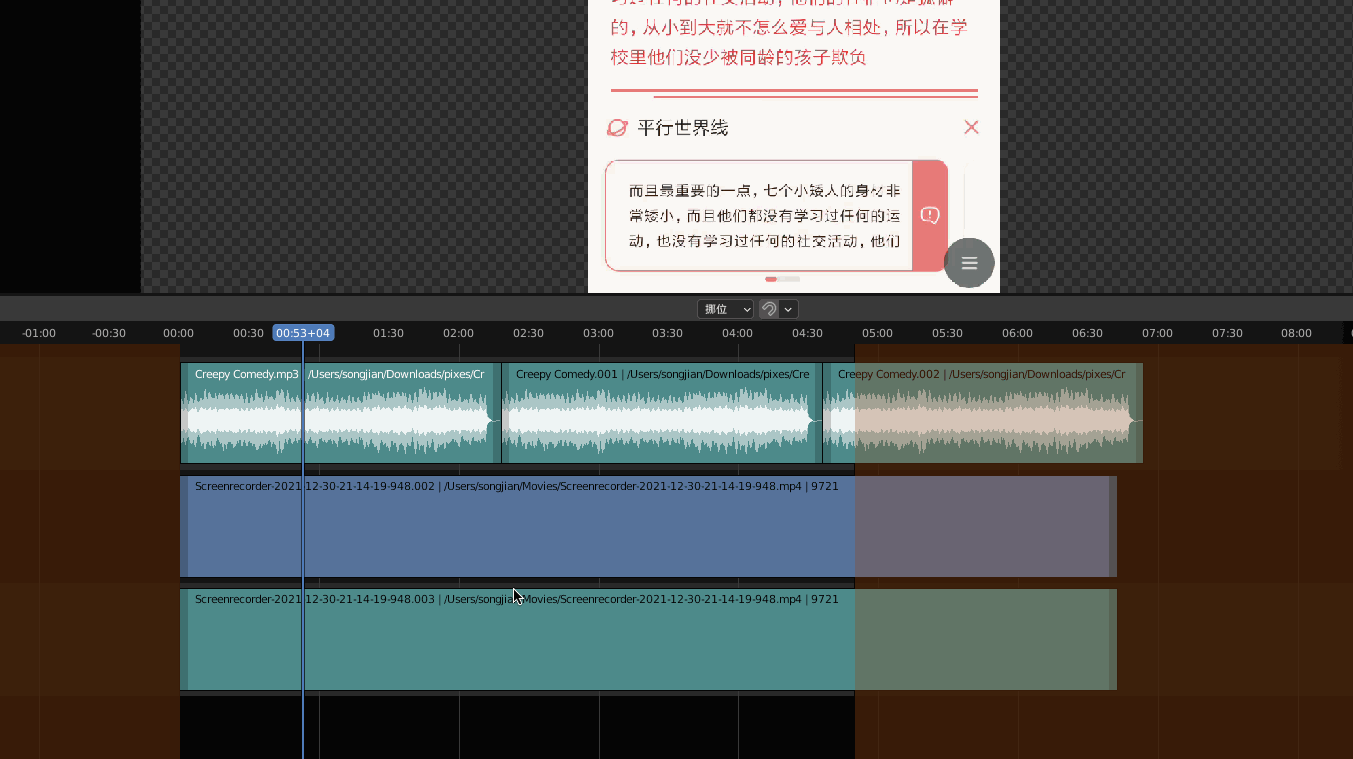 的，从小到大就不怎么爱与人相处，所以在学
校里他们没少被同龄的孩子欺负
平行世界线
而且最重要的一点，七个小矮人的身材非
常矮小，而且他们都没有学习过任何的运
动，也没有学习过任何的社交活动，他们
挪位
-01:00 -00:30 00:00 00:30 00:53+04 01:30 02:00 02:30 03:00 03:30 04:00 04:30 05:00 05:30 06:00 06:30 07:00 07:30 08:00
Creepy Comedy.mp3 | /Users/songjian/Downloads/pixes/Cr
Creepy Comedy.001 | /Users/songjian/Downloads/pixes/Cre
Creepy Comedy.002 | /Users/songjian/Downloads/pixes/Cr
Screenrecorder-2021-12-30-21-14-19-948.002 | /Users/songjian/Movies/Screenrecorder-2021-12-30-21-14-19-948.mp4 | 9721
Screenrecorder-2021-12-30-21-14-19-948.003 | /Users/songjian/Movies/Screenrecorder-2021-12-30-21-14-19-948.mp4 | 9721